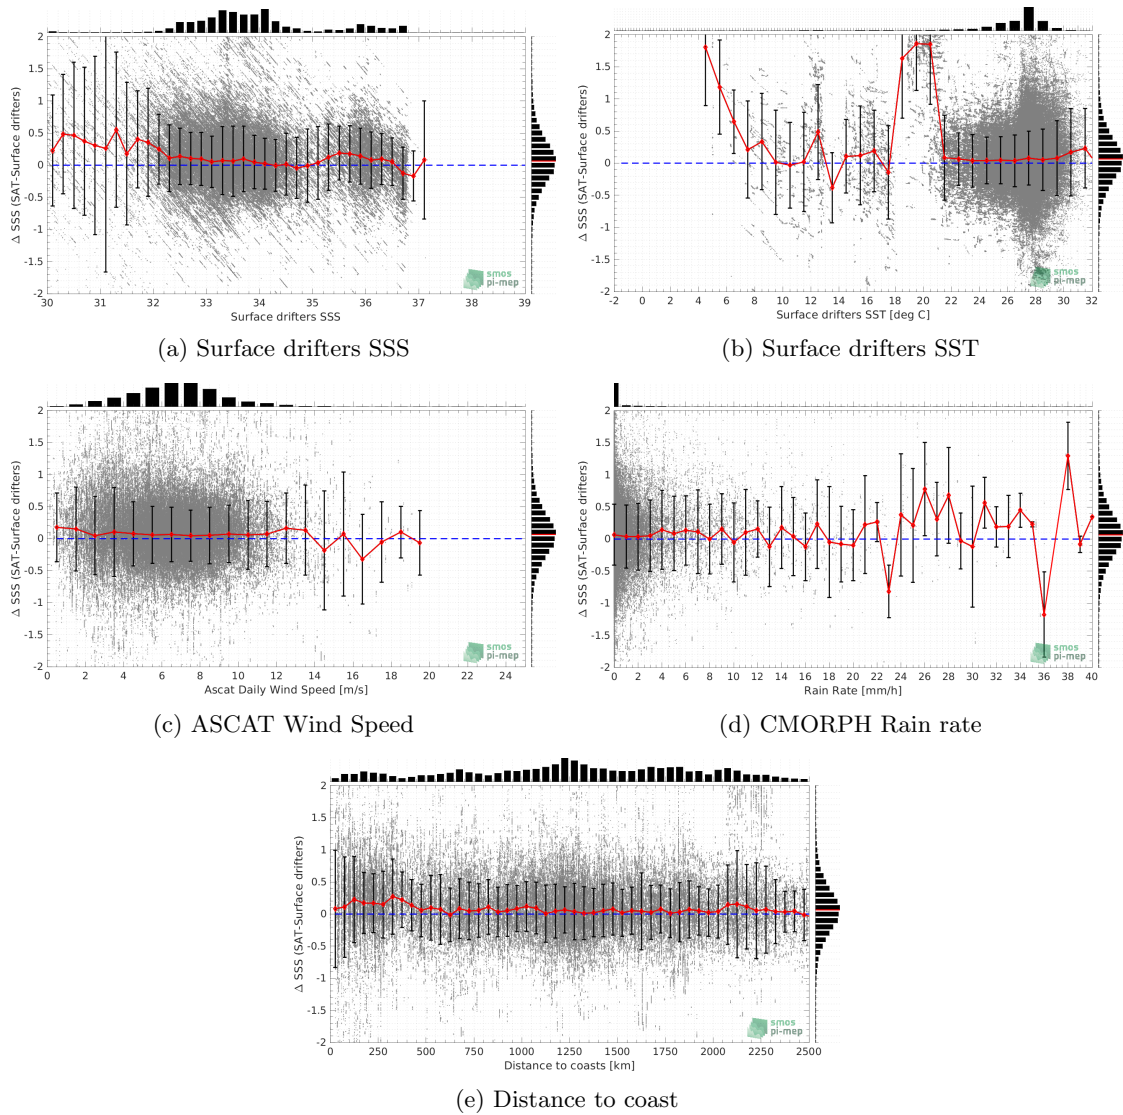 2
1.5
1
0.5
0
-0.5
-1
-1.5
-2
Δ SSS (SAT-Surface drifters)
30 31 32 33 34 35 36 37 38 39
Surface drifters SSS
smos
pi-mep
(a) Surface drifters SSS
2
1.5
1
0.5
0
-0.5
-1
-1.5
-2
Δ SSS (SAT-Surface drifters)
-2 0 2 4 6 8 10 12 14 16 18 20 22 24 26 28 30 32
Surface drifters SST [deg C]
smos
pi-mep
(b) Surface drifters SST
2
1.5
1
0.5
0
-0.5
-1
-1.5
-2
Δ SSS (SAT-Surface drifters)
0 2 4 6 8 10 12 14 16 18 20 22 24
Ascat Daily Wind Speed [m/s]
smos
pi-mep
(c) ASCAT Wind Speed
2
1.5
1
0.5
0
-0.5
-1
-1.5
-2
Δ SSS (SAT-Surface drifters)
0 2 4 6 8 10 12 14 16 18 20 22 24 26 28 30 32 34 36 38 40
Rain Rate [mm/h]
smos
pi-mep
(d) CMORPH Rain rate
2
1.5
1
0.5
0
-0.5
-1
-1.5
-2
Δ SSS (SAT-Surface drifters)
0 250 500 750 1000 1250 1500 1750 2000 2250 2500
Distance to coasts [km]
smos
pi-mep
(e) Distance to coast